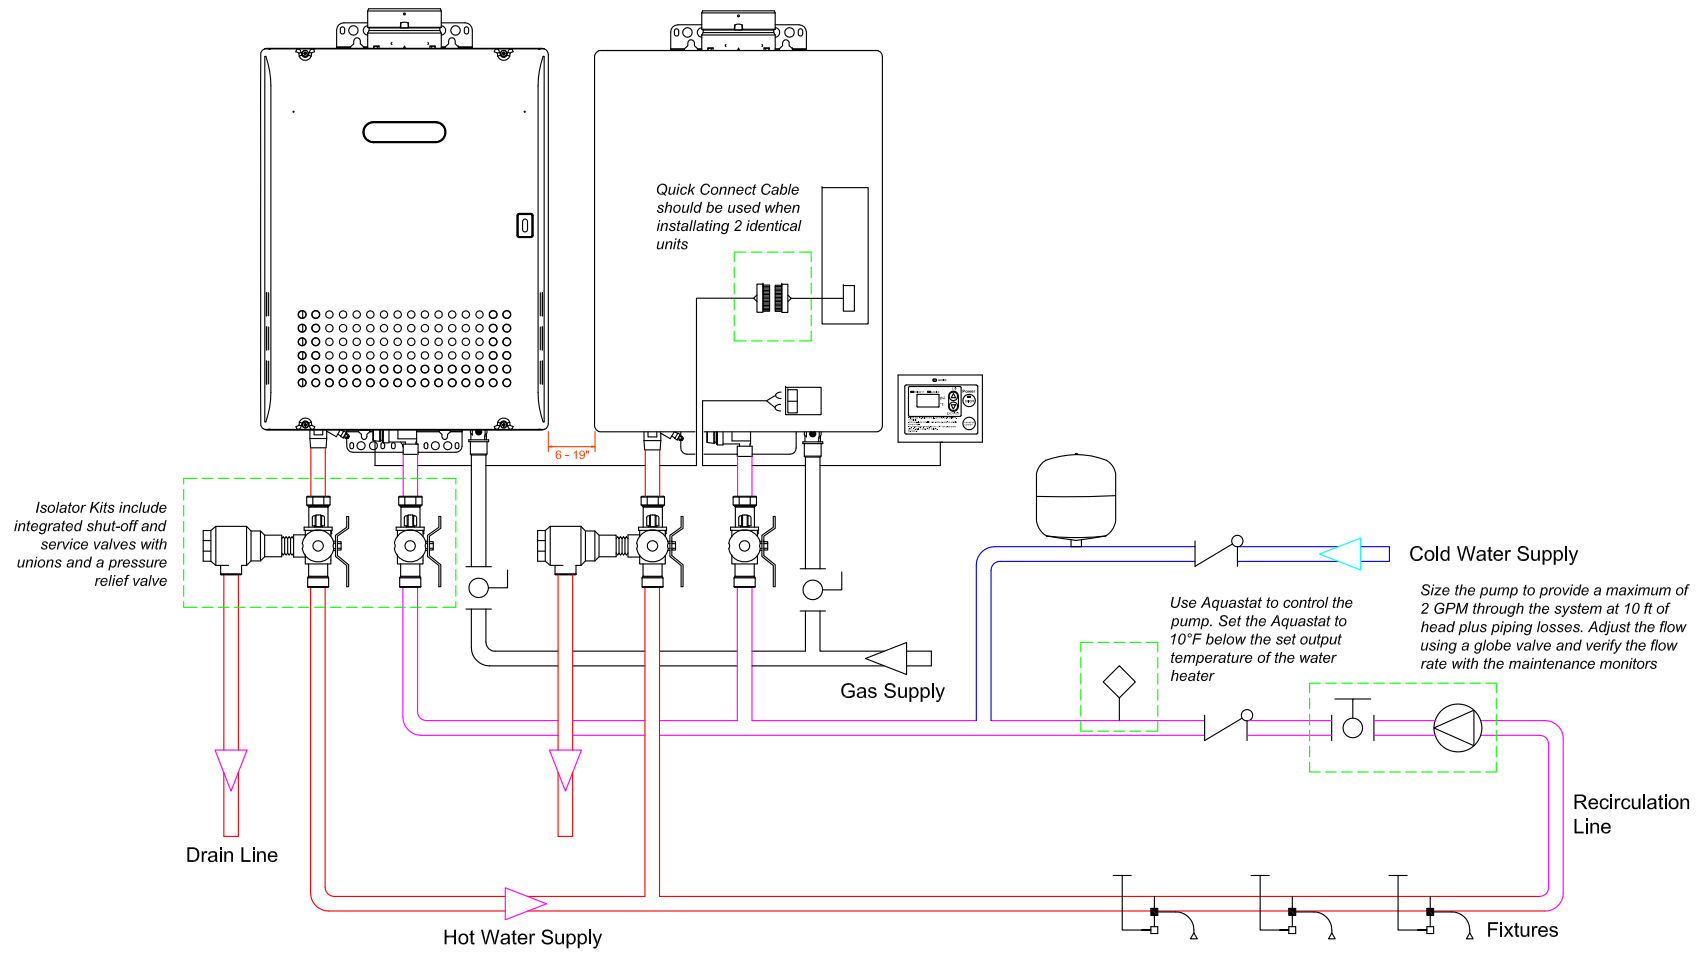 Quick Connect Cable
should be used when
installating 2 identical
units
6 - 19"
Isolator Kits include
integrated shut-off and
service valves with
unions and a pressure
relief valve
Cold Water Supply
Size the pump to provide a maximum of
2 GPM through the system at 10 ft of
head plus piping losses. Adjust the flow
using a globe valve and verify the flow
rate with the maintenance monitors
Use Aquastat to control the
pump. Set the Aquastat to
10°F below the set output
temperature of the water
heater
Gas Supply
Recirculation
Line
Drain Line
Hot Water Supply
Fixtures